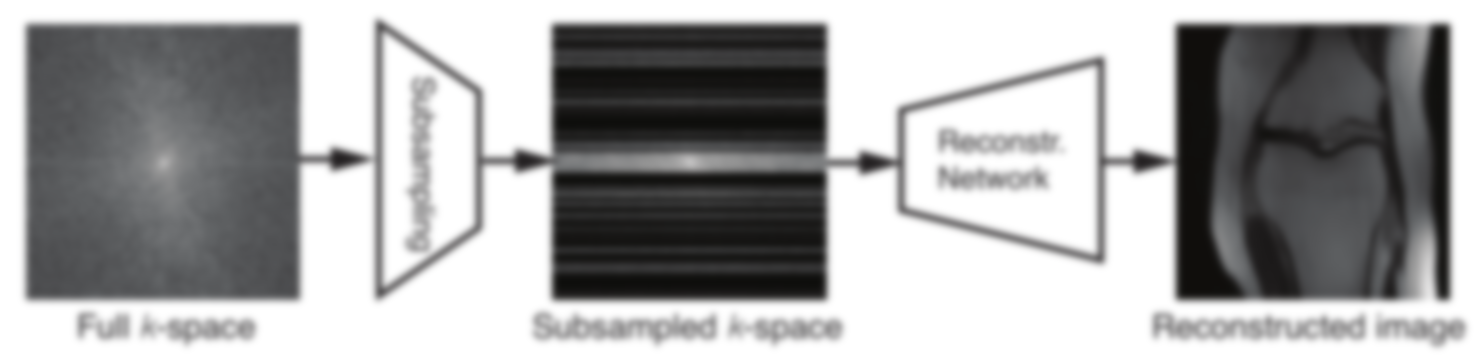 Subsampling
Reconstr.
Network
Full k-space
Subsampled k-space
Reconstructed image